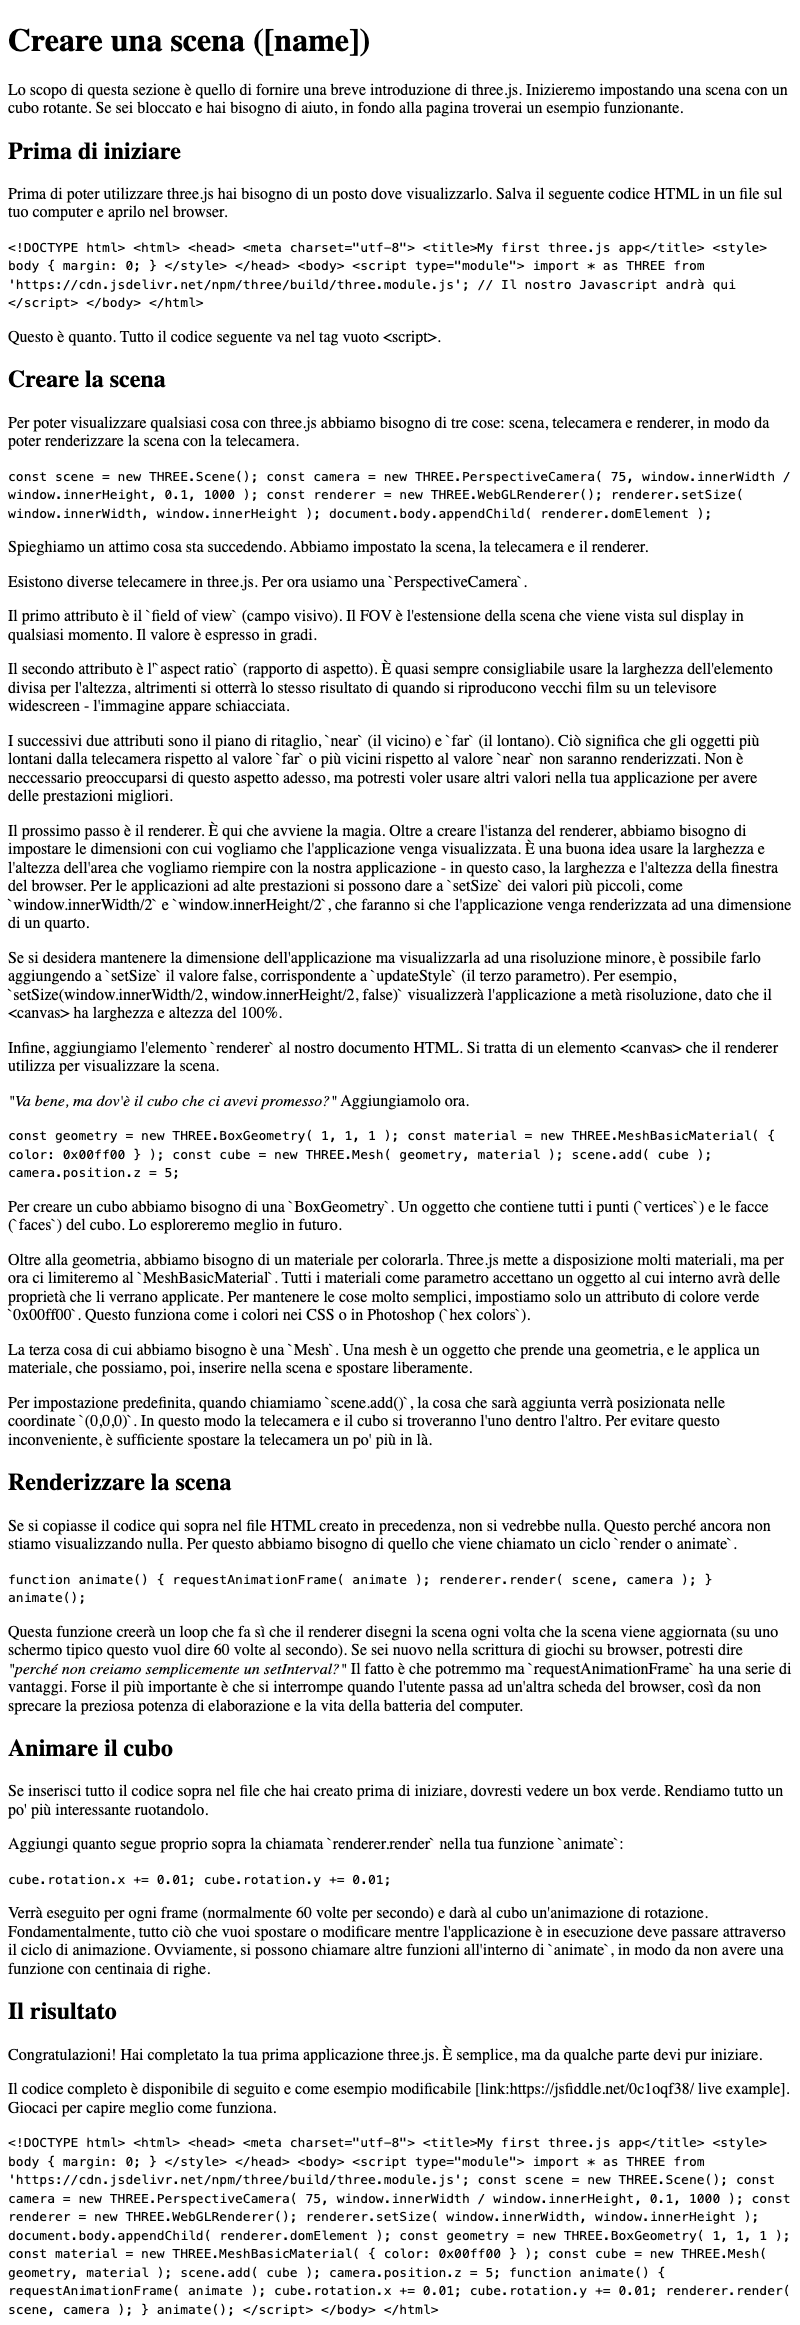 Creare una scena ([name])
Lo scopo di questa sezione è quello di fornire una breve introduzione di three.js. Inizieremo impostando una scena con un
cubo rotante. Se sei bloccato e hai bisogno di aiuto, in fondo alla pagina troverai un esempio funzionante.
Prima di iniziare
Prima di poter utilizzare three.js hai bisogno di un posto dove visualizzarlo. Salva il seguente codice HTML in un file sul
tuo computer e aprilo nel browser.
<!DOCTYPE html> <html> <head> <meta charset="utf-8"> <title>My first three.js app</title> <style>
body { margin: 0; } </style> </head> <body> <script type="module"> import * as THREE from
'https://cdn.jsdelivr.net/npm/three/build/three.module.js'; // Il nostro Javascript andrà qui
</script> </body> </html>
Questo è quanto. Tutto il codice seguente va nel tag vuoto <script>.
Creare la scena
Per poter visualizzare qualsiasi cosa con three.js abbiamo bisogno di tre cose: scena, telecamera e renderer, in modo da
poter renderizzare la scena con la telecamera.
const scene = new THREE.Scene(); const camera = new THREE.PerspectiveCamera( 75, window.innerWidth /
window.innerHeight, 0.1, 1000 ); const renderer = new THREE.WebGLRenderer(); renderer.setSize(
window.innerWidth, window.innerHeight ); document.body.appendChild( renderer.domElement );
Spieghiamo un attimo cosa sta succedendo. Abbiamo impostato la scena, la telecamera e il renderer.
Esistono diverse telecamere in three.js. Per ora usiamo una `PerspectiveCamera`.
Il primo attributo è il `field of view` (campo visivo). Il FOV è l'estensione della scena che viene vista sul display in
qualsiasi momento. Il valore è espresso in gradi.
Il secondo attributo è l'`aspect ratio` (rapporto di aspetto). È quasi sempre consigliabile usare la larghezza dell'elemento
divisa per l'altezza, altrimenti si otterrà lo stesso risultato di quando si riproducono vecchi film su un televisore
widescreen - l'immagine appare schiacciata.
I successivi due attributi sono il piano di ritaglio, `near` (il vicino) e `far` (il lontano). Ciò significa che gli oggetti più
lontani dalla telecamera rispetto al valore `far` o più vicini rispetto al valore `near` non saranno renderizzati. Non è
neccessario preoccuparsi di questo aspetto adesso, ma potresti voler usare altri valori nella tua applicazione per avere
delle prestazioni migliori.
Il prossimo passo è il renderer. È qui che avviene la magia. Oltre a creare l'istanza del renderer, abbiamo bisogno di
impostare le dimensioni con cui vogliamo che l'applicazione venga visualizzata. È una buona idea usare la larghezza e
l'altezza dell'area che vogliamo riempire con la nostra applicazione - in questo caso, la larghezza e l'altezza della finestra
del browser. Per le applicazioni ad alte prestazioni si possono dare a `setSize` dei valori più piccoli, come
`window.innerWidth/2` e `window.innerHeight/2`, che faranno si che l'applicazione venga renderizzata ad una dimensione
di un quarto.
Se si desidera mantenere la dimensione dell'applicazione ma visualizzarla ad una risoluzione minore, è possibile farlo
aggiungendo a `setSize` il valore false, corrispondente a `updateStyle` (il terzo parametro). Per esempio,
`setSize(window.innerWidth/2, window.innerHeight/2, false)` visualizzerà l'applicazione a metà risoluzione, dato che il
<canvas> ha larghezza e altezza del 100%.
Infine, aggiungiamo l'elemento `renderer` al nostro documento HTML. Si tratta di un elemento <canvas> che il renderer
utilizza per visualizzare la scena.
"Va bene, ma dov'è il cubo che ci avevi promesso?" Aggiungiamolo ora.
const geometry = new THREE.BoxGeometry( 1, 1, 1 ); const material = new THREE.MeshBasicMaterial( {
color: 0x00ff00 } ); const cube = new THREE.Mesh( geometry, material ); scene.add( cube );
camera.position.z = 5;
Per creare un cubo abbiamo bisogno di una `BoxGeometry`. Un oggetto che contiene tutti i punti (`vertices`) e le facce
(`faces`) del cubo. Lo esploreremo meglio in futuro.
Oltre alla geometria, abbiamo bisogno di un materiale per colorarla. Three.js mette a disposizione molti materiali, ma per
ora ci limiteremo al `MeshBasicMaterial`. Tutti i materiali come parametro accettano un oggetto al cui interno avrà delle
proprietà che li verrano applicate. Per mantenere le cose molto semplici, impostiamo solo un attributo di colore verde
`0x00ff00`. Questo funziona come i colori nei CSS o in Photoshop (`hex colors`).
La terza cosa di cui abbiamo bisogno è una `Mesh`. Una mesh è un oggetto che prende una geometria, e le applica un
materiale, che possiamo, poi, inserire nella scena e spostare liberamente.
Per impostazione predefinita, quando chiamiamo `scene.add()`, la cosa che sarà aggiunta verrà posizionata nelle
coordinate `(0,0,0)`. In questo modo la telecamera e il cubo si troveranno l'uno dentro l'altro. Per evitare questo
inconveniente, è sufficiente spostare la telecamera un po' più in là.
Renderizzare la scena
Se si copiasse il codice qui sopra nel file HTML creato in precedenza, non si vedrebbe nulla. Questo perché ancora non
stiamo visualizzando nulla. Per questo abbiamo bisogno di quello che viene chiamato un ciclo `render o animate`.
function animate() { requestAnimationFrame( animate ); renderer.render( scene, camera ); }
animate();
Questa funzione creerà un loop che fa sì che il renderer disegni la scena ogni volta che la scena viene aggiornata (su uno
schermo tipico questo vuol dire 60 volte al secondo). Se sei nuovo nella scrittura di giochi su browser, potresti dire
"perché non creiamo semplicemente un setInterval?" Il fatto è che potremmo ma `requestAnimationFrame` ha una serie di
vantaggi. Forse il più importante è che si interrompe quando l'utente passa ad un'altra scheda del browser, così da non
sprecare la preziosa potenza di elaborazione e la vita della batteria del computer.
Animare il cubo
Se inserisci tutto il codice sopra nel file che hai creato prima di iniziare, dovresti vedere un box verde. Rendiamo tutto un
po' più interessante ruotandolo.
Aggiungi quanto segue proprio sopra la chiamata `renderer.render` nella tua funzione `animate`:
cube.rotation.x += 0.01; cube.rotation.y += 0.01;
Verrà eseguito per ogni frame (normalmente 60 volte per secondo) e darà al cubo un'animazione di rotazione.
Fondamentalmente, tutto ciò che vuoi spostare o modificare mentre l'applicazione è in esecuzione deve passare attraverso
il ciclo di animazione. Ovviamente, si possono chiamare altre funzioni all'interno di `animate`, in modo da non avere una
funzione con centinaia di righe.
Il risultato
Congratulazioni! Hai completato la tua prima applicazione three.js. È semplice, ma da qualche parte devi pur iniziare.
Il codice completo è disponibile di seguito e come esempio modificabile [link:https://jsfiddle.net/0c1oqf38/ live example].
Giocaci per capire meglio come funziona.
<!DOCTYPE html> <html> <head> <meta charset="utf-8"> <title>My first three.js app</title> <style>
body { margin: 0; } </style> </head> <body> <script type="module"> import * as THREE from
'https://cdn.jsdelivr.net/npm/three/build/three.module.js'; const scene = new THREE.Scene(); const
camera = new THREE.PerspectiveCamera( 75, window.innerWidth / window.innerHeight, 0.1, 1000 ); const
renderer = new THREE.WebGLRenderer(); renderer.setSize( window.innerWidth, window.innerHeight );
document.body.appendChild( renderer.domElement ); const geometry = new THREE.BoxGeometry( 1, 1, 1 );
const material = new THREE.MeshBasicMaterial( { color: 0x00ff00 } ); const cube = new THREE.Mesh(
geometry, material ); scene.add( cube ); camera.position.z = 5; function animate() {
requestAnimationFrame( animate ); cube.rotation.x += 0.01; cube.rotation.y += 0.01; renderer.render(
scene, camera ); } animate(); </script> </body> </html>